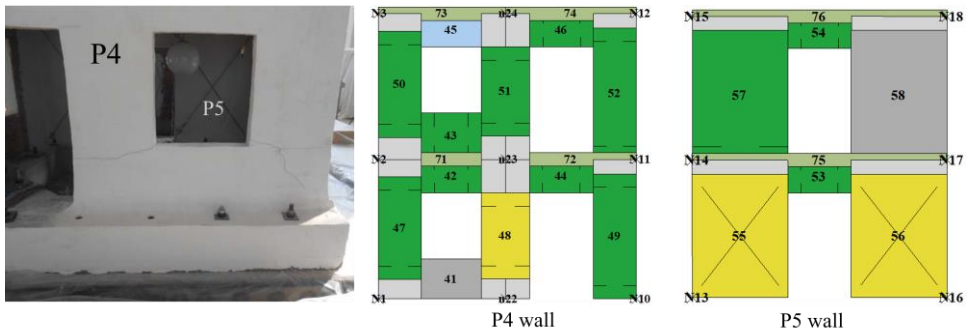 P4
P5
N3 73 n24 74 N12
45 46
50 51 52
43
N2 71 n23 72 N11
42 44
47 48 49
41
N1 n22 N10
P4 wall
N15 76 N18
54
57 58
N14 75 N17
53
55 56
N13 N16
P5 wall